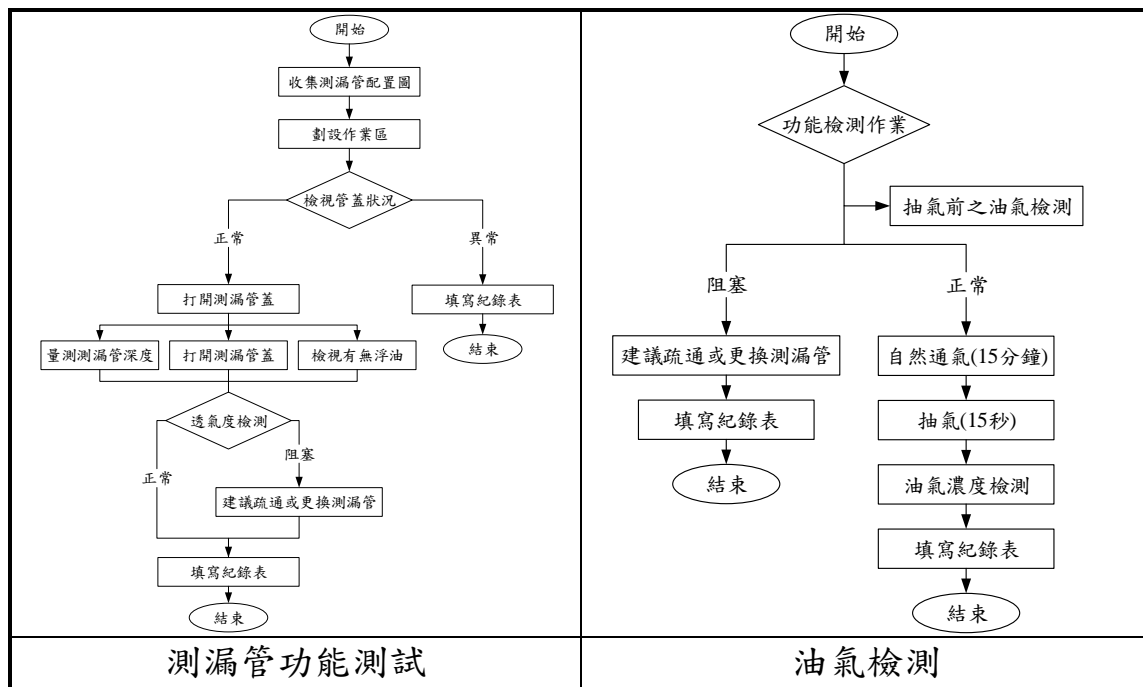 開始
收集測漏管配置圖
劃設作業區
檢視管蓋狀況
正常
異常
打開測漏管蓋
填寫紀錄表
結束
量測測漏管深度
打開測漏管蓋
檢視有無浮油
透氣度檢測
阻塞
正常
建議疏通或更換測漏管
填寫紀錄表
結束
測漏管功能測試
開始
功能檢測作業
抽氣前之油氣檢測
阻塞
正常
建議疏通或更換測漏管
自然通氣(15分鐘)
填寫紀錄表
抽氣(15秒)
結束
油氣濃度檢測
填寫紀錄表
結束
油氣檢測